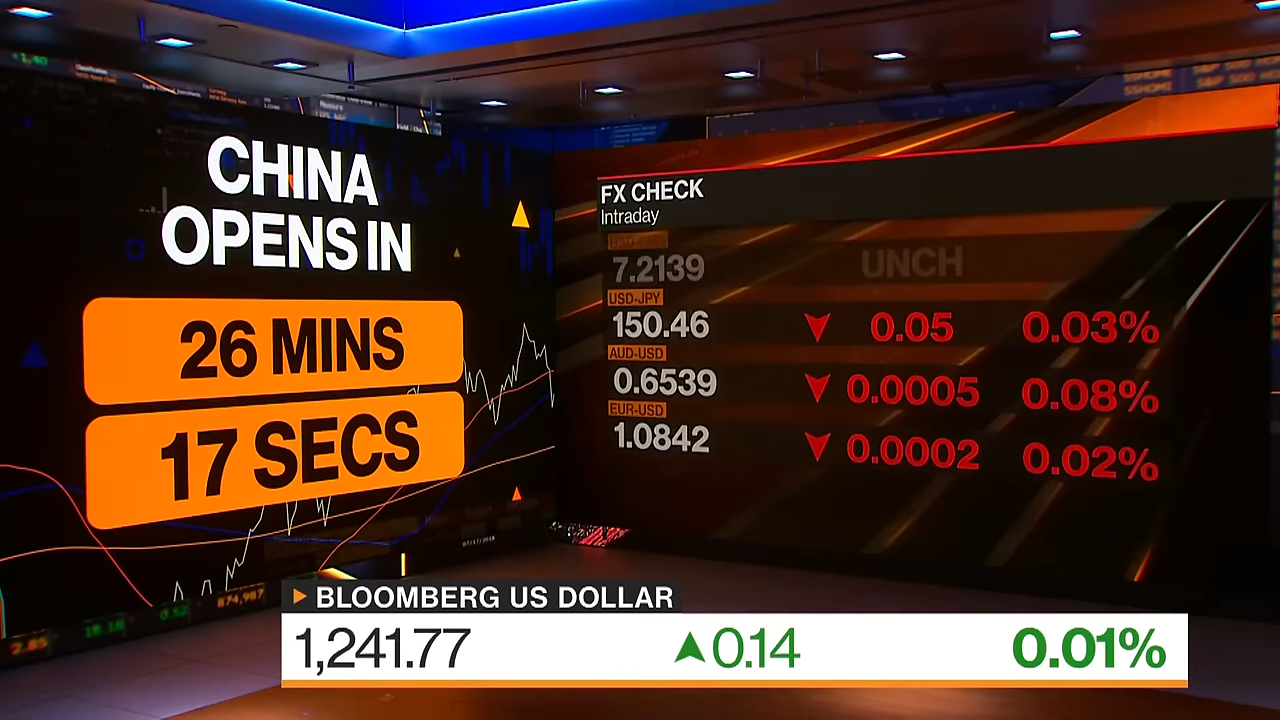 CHINA
OPENS IN
26 MINS
17 SECS
FX CHECK
Intraday
7.2139 UNCH
USD-JPY
150.46 0.05 0.03%
AUD-USD
0.6539 0.0005 0.08%
EUR-USD
1.0842 0.0002 0.02%
874,987
BLOOMBERG US DOLLAR
1,241.77 ▲0.14 0.01%